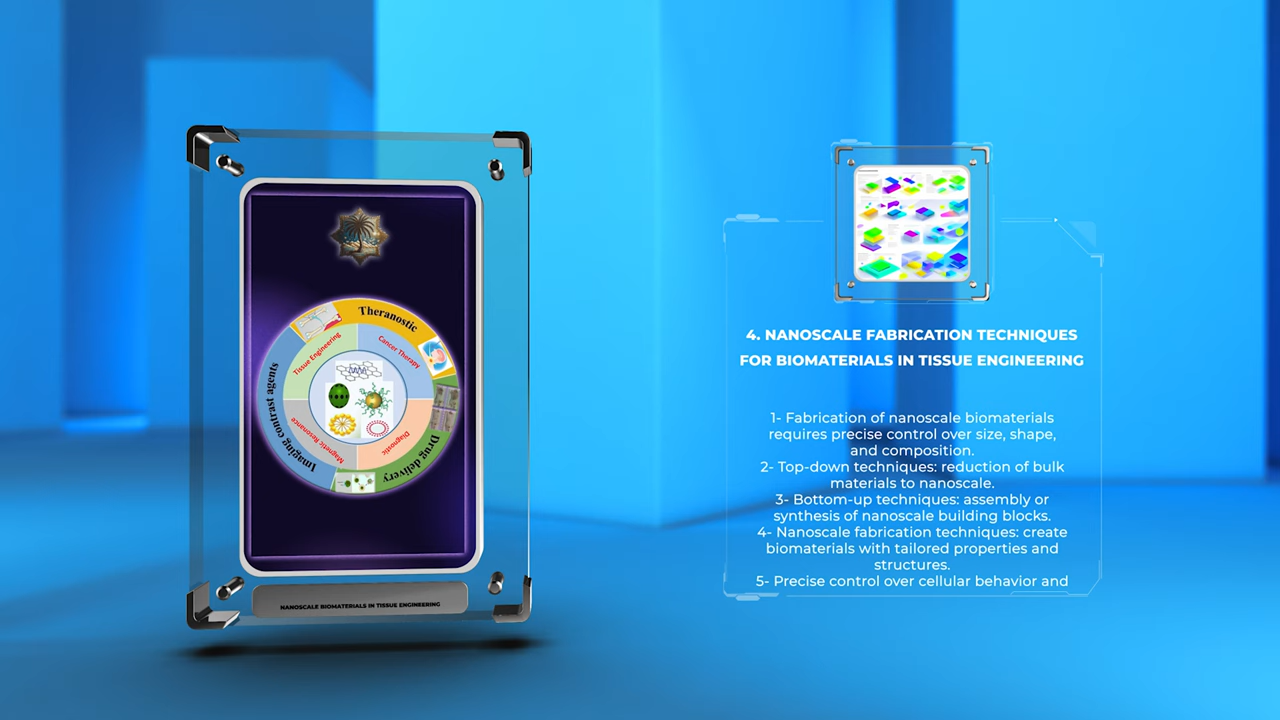 Theranostic
Tissue Engineering
Cancer Therapy
Imaging contrast agents
Magnetic Resonance
Diagnostic
Drug delivery
NANOSCALE BIOMATERIALS IN TISSUE ENGINEERING
4. NANOSCALE FABRICATION TECHNIQUES
FOR BIOMATERIALS IN TISSUE ENGINEERING
1- Fabrication of nanoscale biomaterials
requires precise control over size, shape,
and composition.
2- Top-down techniques: reduction of bulk
materials to nanoscale.
3- Bottom-up techniques: assembly or
synthesis of nanoscale building blocks.
4- Nanoscale fabrication techniques: create
biomaterials with tailored properties and
structures.
5- Precise control over cellular behavior and